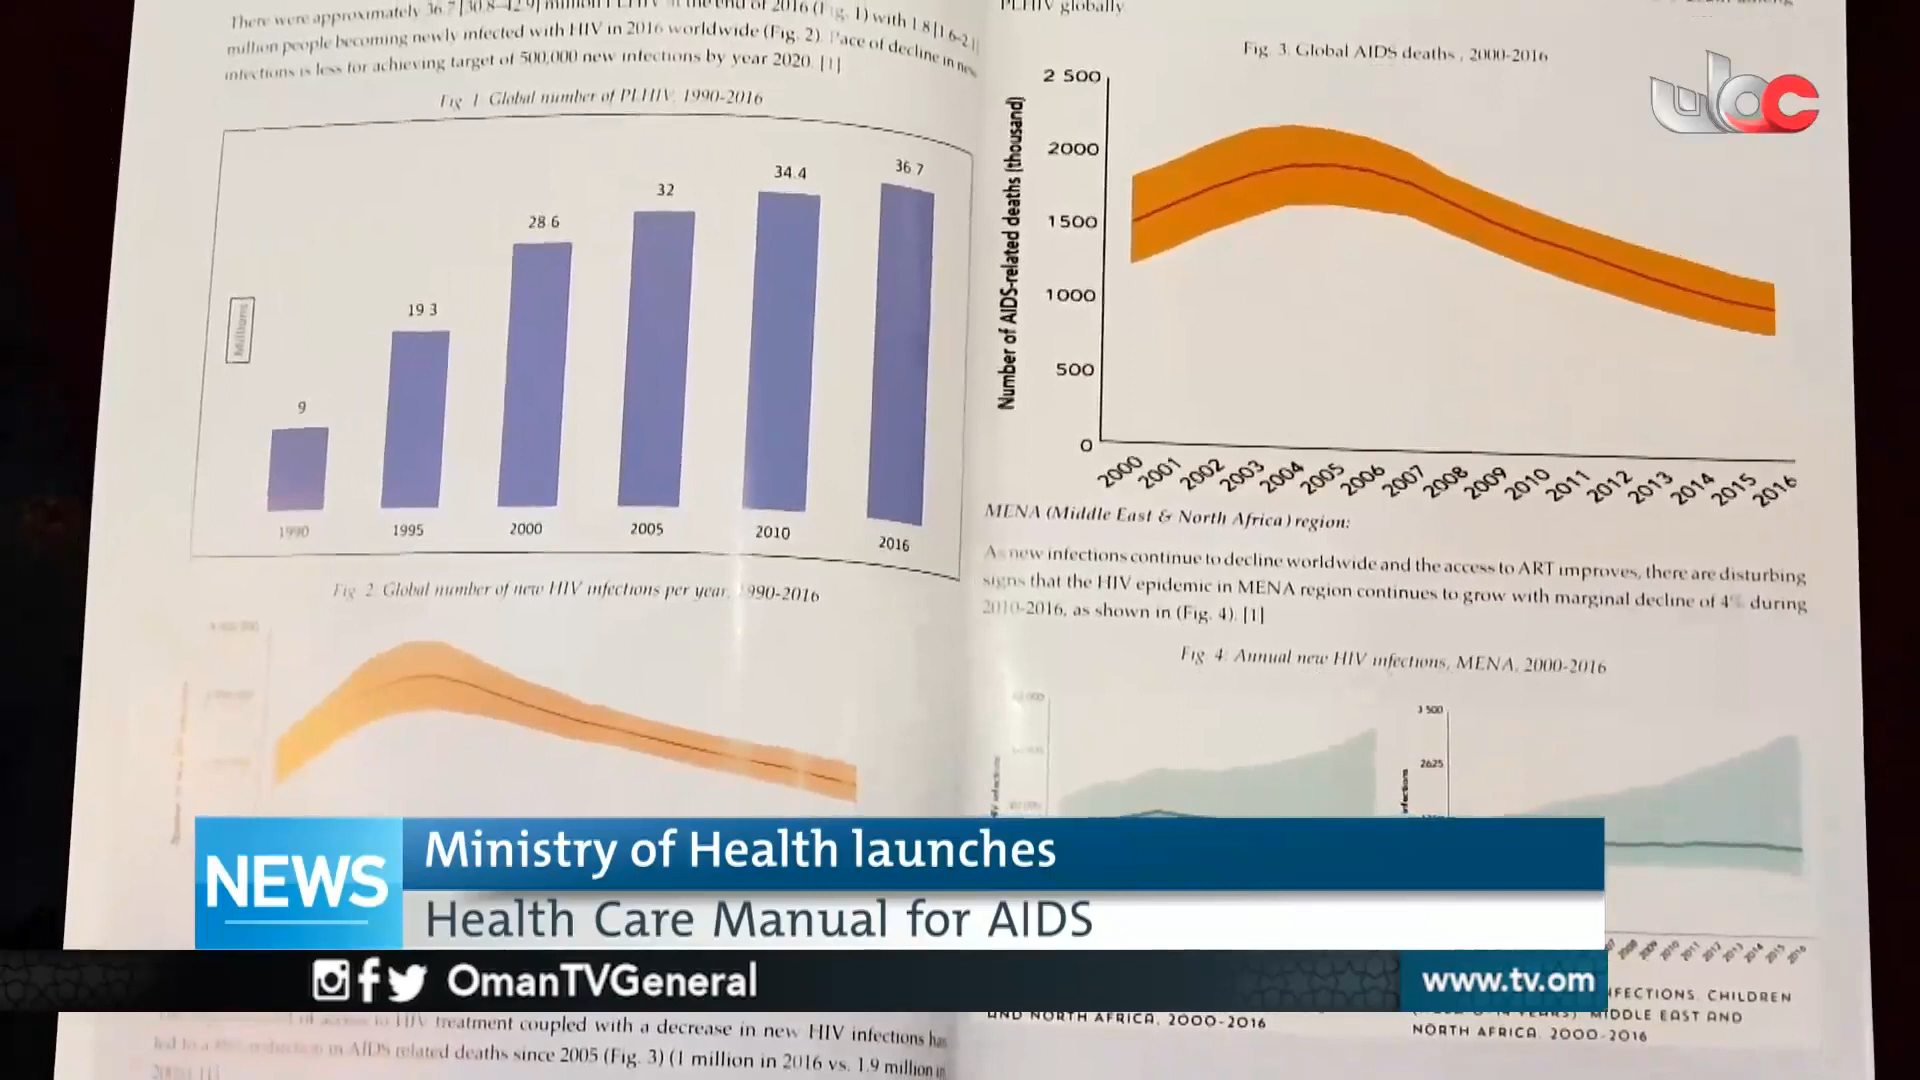 There were approximately 36.7 [30.8–42.9] million PLHIV at the end of 2016 (Fig. 1) with 1.8 [1.6-2.1]
million people becoming newly infected with HIV in 2016 worldwide (Fig. 2). Pace of decline in new
infections is less for achieving target of 500,000 new infections by year 2020. [1]
Fig. 1. Global number of PLHIV, 1990-2016
Millions
9
19.3
28.6
32
34.4
36.7
1990
1995
2000
2005
2010
2016
Fig. 2. Global number of new HIV infections per year, 1990-2016
treatment coupled with a decrease in new HIV infections has
reduction in AIDS related deaths since 2005 (Fig. 3) (1 million in 2016 vs. 1.9 million in
PLHIV globally
Fig. 3. Global AIDS deaths , 2000-2016
Number of AIDS-related deaths (thousand)
2 500
2000
1500
1000
500
0
2000 2001 2002 2003 2004 2005 2006 2007 2008 2009 2010 2011 2012 2013 2014 2015 2016
MENA (Middle East & North Africa) region:
As new infections continue to decline worldwide and the access to ART improves, there are disturbing
signs that the HIV epidemic in MENA region continues to grow with marginal decline of 4% during
2010-2016, as shown in (Fig. 4). [1]
Fig. 4. Annual new HIV infections, MENA, 2000-2016
3 500
2625
infections
2008 2009 2010 2011 2012 2013 2014 2015 2016
AND NORTH AFRICA, 2000-2016
CHILDREN
MIDDLE EAST AND
NORTH AFRICA, 2000-2016
NEWS
Ministry of Health launches
Health Care Manual for AIDS
OmanTVGeneral
www.tv.om